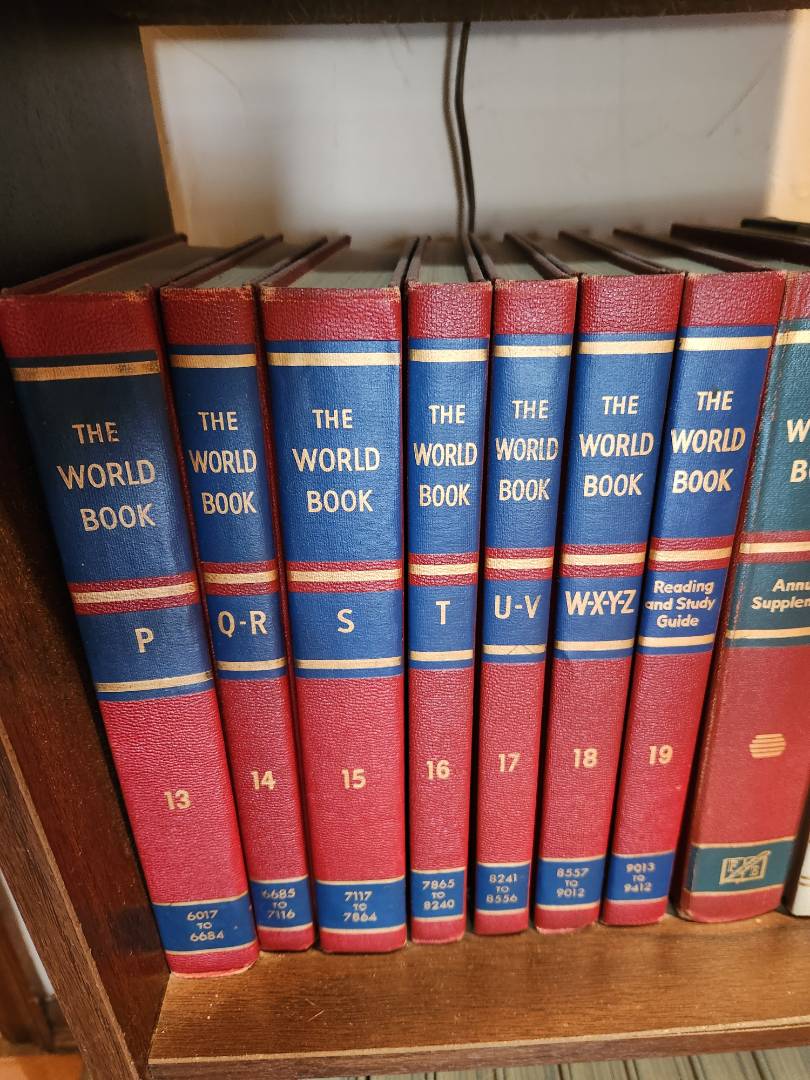 THE
WORLD
BOOK
P
13
6017
TO
6684
THE
WORLD
BOOK
Q-R
14
6685
TO
7116
THE
WORLD
BOOK
S
15
7117
TO
7864
THE
WORLD
BOOK
T
16
7865
TO
8240
THE
WORLD
BOOK
U-V
17
8241
TO
8556
THE
WORLD
BOOK
W-X-Y-Z
18
8557
TO
9012
THE
WORLD
BOOK
Reading
and Study
Guide
19
9013
TO
9412